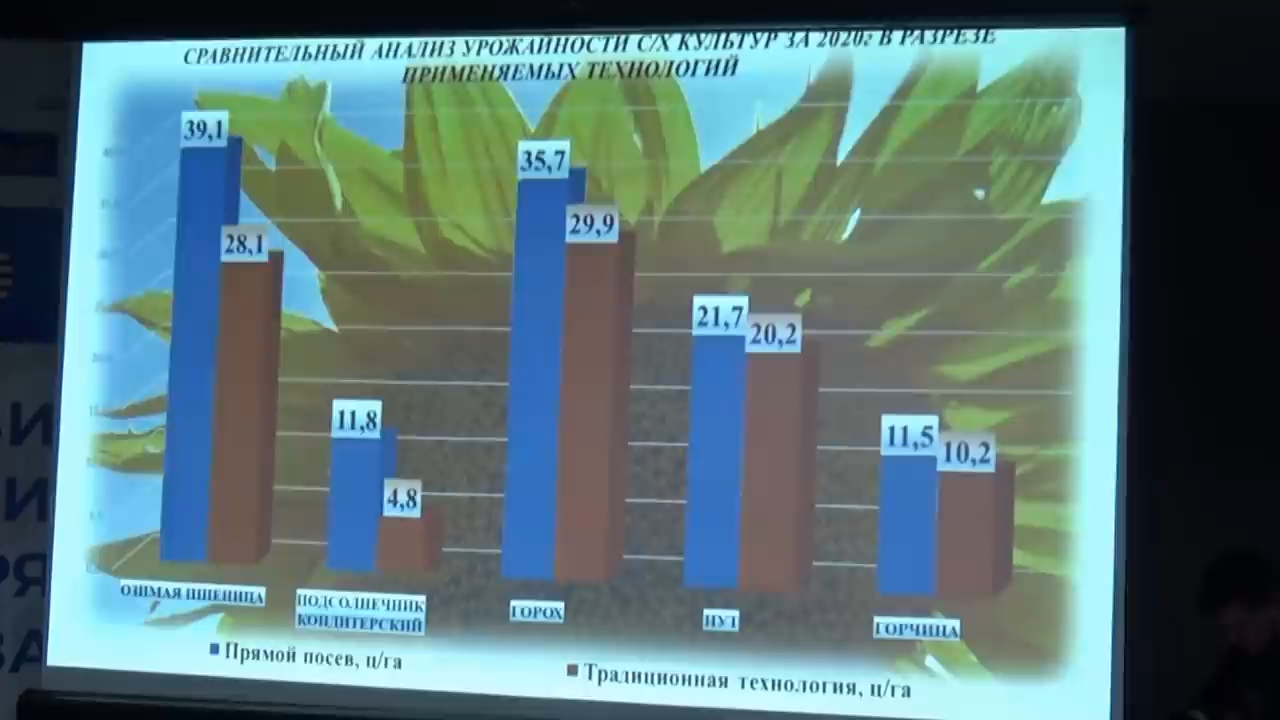 СРАВНИТЕЛЬНЫЙ АНАЛИЗ УРОЖАЙНОСТИ С/Х КУЛЬТУР ЗА 2020г В РАЗРЕЗЕ
ПРИМЕНЯЕМЫХ ТЕХНОЛОГИЙ
39,1
28,1
11,8
4,8
35,7
29,9
21,7
20,2
11,5
10,2
ОЗИМАЯ ПШЕНИЦА
ПОДСОЛНЕЧНИК
КОНДИТЕРСКИЙ
ГОРОХ
НУТ
ГОРЧИЦА
Прямой посев, ц/га
Традиционная технология, ц/га